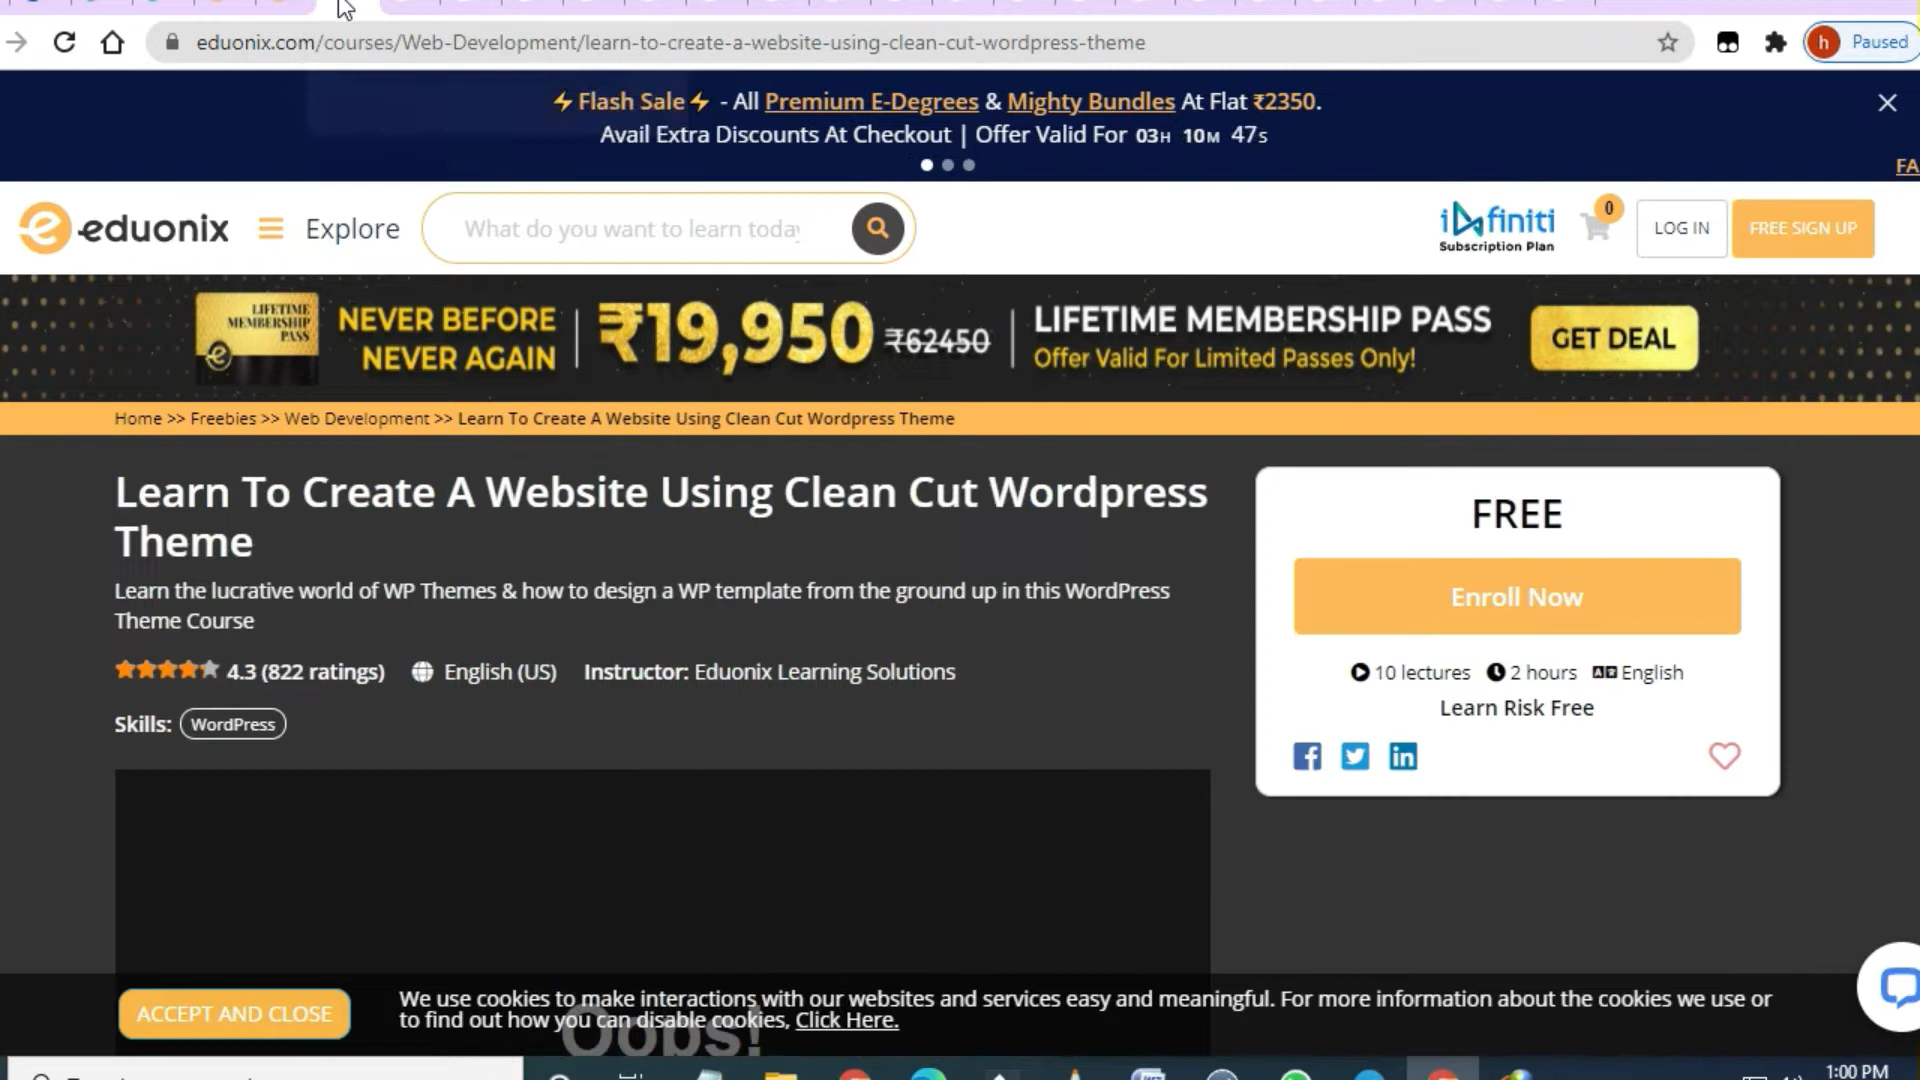 eduonix.com/courses/Web-Development/learn-to-create-a-website-using-clean-cut-wordpress-theme
h Paused
⚡Flash Sale⚡ - All Premium E-Degrees & Mighty Bundles At Flat ₹2350.
Avail Extra Discounts At Checkout | Offer Valid For 03H 10M 47S
FA
eduonix
Explore
What do you want to learn today
infiniti
Subscription Plan
0
LOG IN
FREE SIGN UP
LIFETIME
MEMBERSHIP
PASS
NEVER BEFORE
NEVER AGAIN
₹19,950
₹62450
LIFETIME MEMBERSHIP PASS
Offer Valid For Limited Passes Only!
GET DEAL
Home >> Freebies >> Web Development >> Learn To Create A Website Using Clean Cut Wordpress Theme
Learn To Create A Website Using Clean Cut Wordpress
Theme
Learn the lucrative world of WP Themes & how to design a WP template from the ground up in this WordPress
Theme Course
4.3 (822 ratings) English (US) Instructor: Eduonix Learning Solutions
Skills: WordPress
FREE
Enroll Now
10 lectures 2 hours English
Learn Risk Free
Oops!
ACCEPT AND CLOSE
We use cookies to make interactions with our websites and services easy and meaningful. For more information about the cookies we use or
to find out how you can disable cookies, Click Here.
1:00 PM